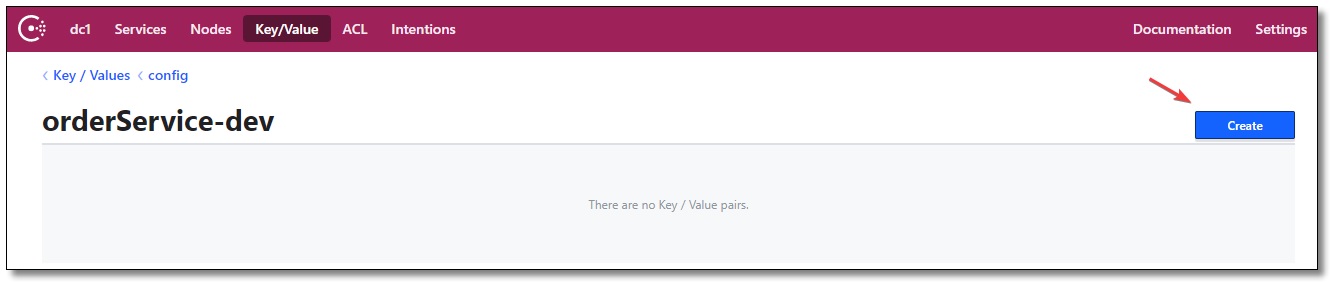 dc1 Services Nodes Key/Value ACL Intentions Documentation Settings
‹ Key / Values ‹ config
orderService-dev
Create
There are no Key / Value pairs.